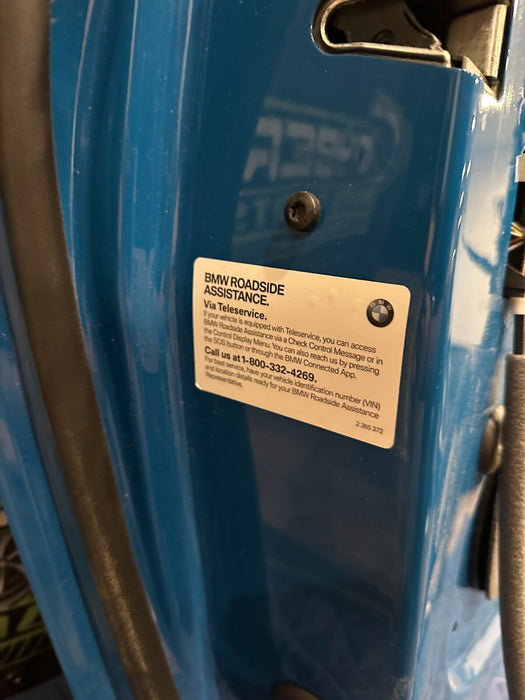 BMW ROADSIDE
ASSISTANCE.
Via Teleservice.
If your vehicle is equipped with Teleservice, you can access
BMW Roadside Assistance via a Check Control Message or in
the Control Display Menu. You can also reach us by pressing
the SOS button or through the BMW Connected App.
Call us at 1-800-332-4269.
For best service, have your vehicle identification number (VIN)
and location details ready for your BMW Roadside Assistance
Representative.
2 365 372
BMW